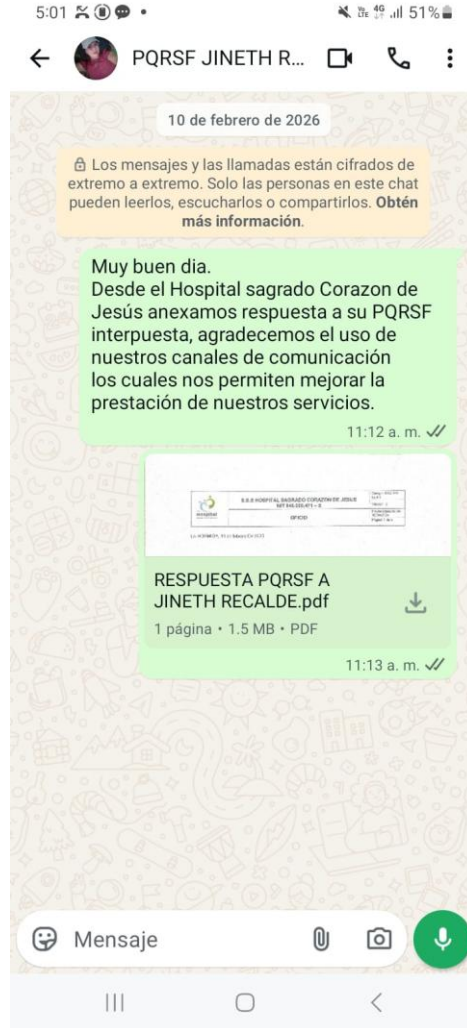 5:01
4G 51%
PQRSF JINETH R...
10 de febrero de 2026
Los mensajes y las llamadas están cifrados de
extremo a extremo. Solo las personas en este chat
pueden leerlos, escucharlos o compartirlos. Obtén
más información.
Muy buen dia.
Desde el Hospital sagrado Corazon de
Jesús anexamos respuesta a su PQRSF
interpuesta, agradecemos el uso de
nuestros canales de comunicación
los cuales nos permiten mejorar la
prestación de nuestros servicios.
11:12 a. m.
E.S.E HOSPITAL SAGRADO CORAZON DE JESUS
OFICIO
RESPUESTA PQRSF A
JINETH RECALDE.pdf
1 página • 1.5 MB • PDF
11:13 a. m.
Mensaje